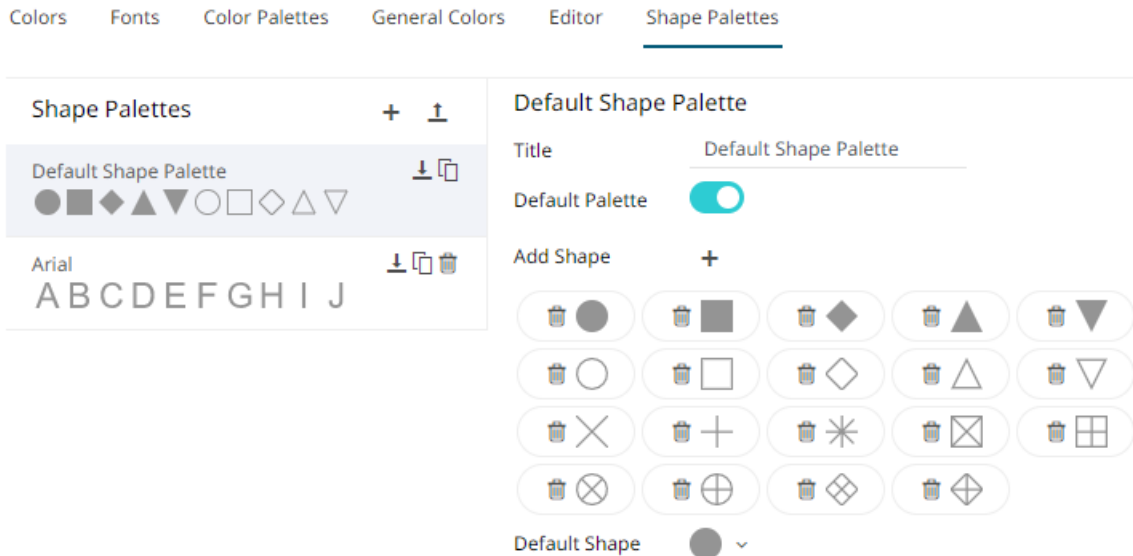 Colors Fonts Color Palettes General Colors Editor Shape Palettes
Shape Palettes
Default Shape Palette
Arial
A B C D E F G H I J
Default Shape Palette
Title Default Shape Palette
Default Palette
Add Shape
Default Shape